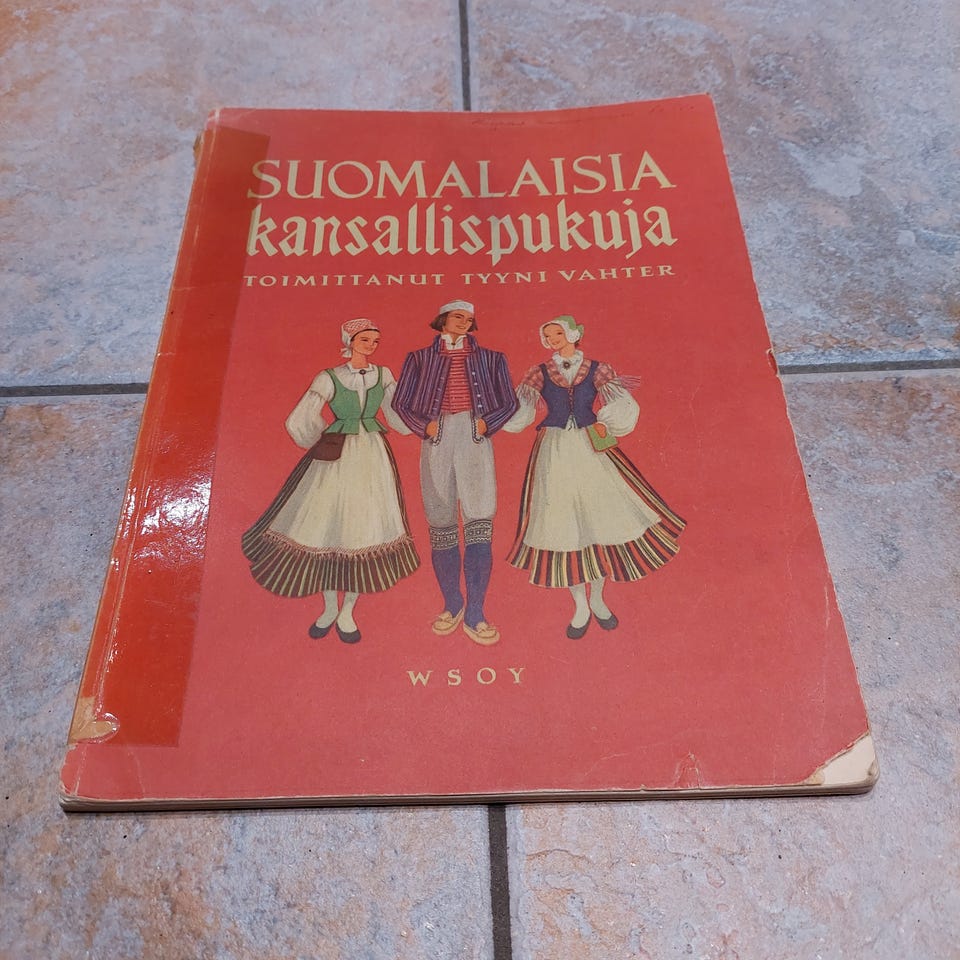 SUOMALAISIA
kansallispukuja
TOIMITTANUT TYYNI VAHTER
WSOY